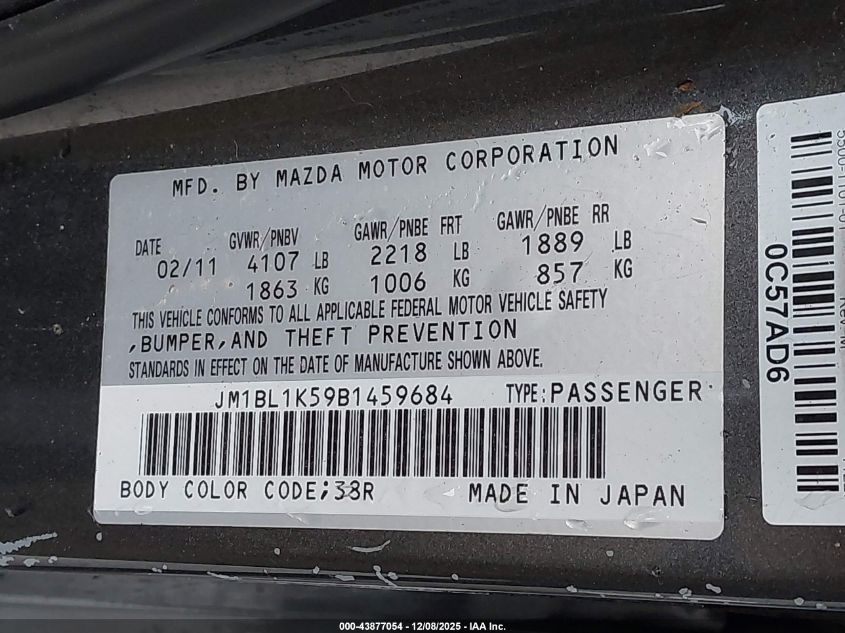 MFD. BY MAZDA MOTOR CORPORATION
DATE GVWR/PNBV GAWR/PNBE FRT GAWR/PNBE RR
02/11 4107 LB 2218 LB 1889 LB
1863 KG 1006 KG 857 KG
THIS VEHICLE CONFORMS TO ALL APPLICABLE FEDERAL MOTOR VEHICLE SAFETY
,BUMPER,AND THEFT PREVENTION
STANDARDS IN EFFECT ON THE DATE OF MANUFACTURE SHOWN ABOVE.
JM1BL1K59B1459684 TYPE:PASSENGER
BODY COLOR CODE;38R MADE IN JAPAN
0C57AD6
000-43877054 - 12/08/2025 - IAA Inc.